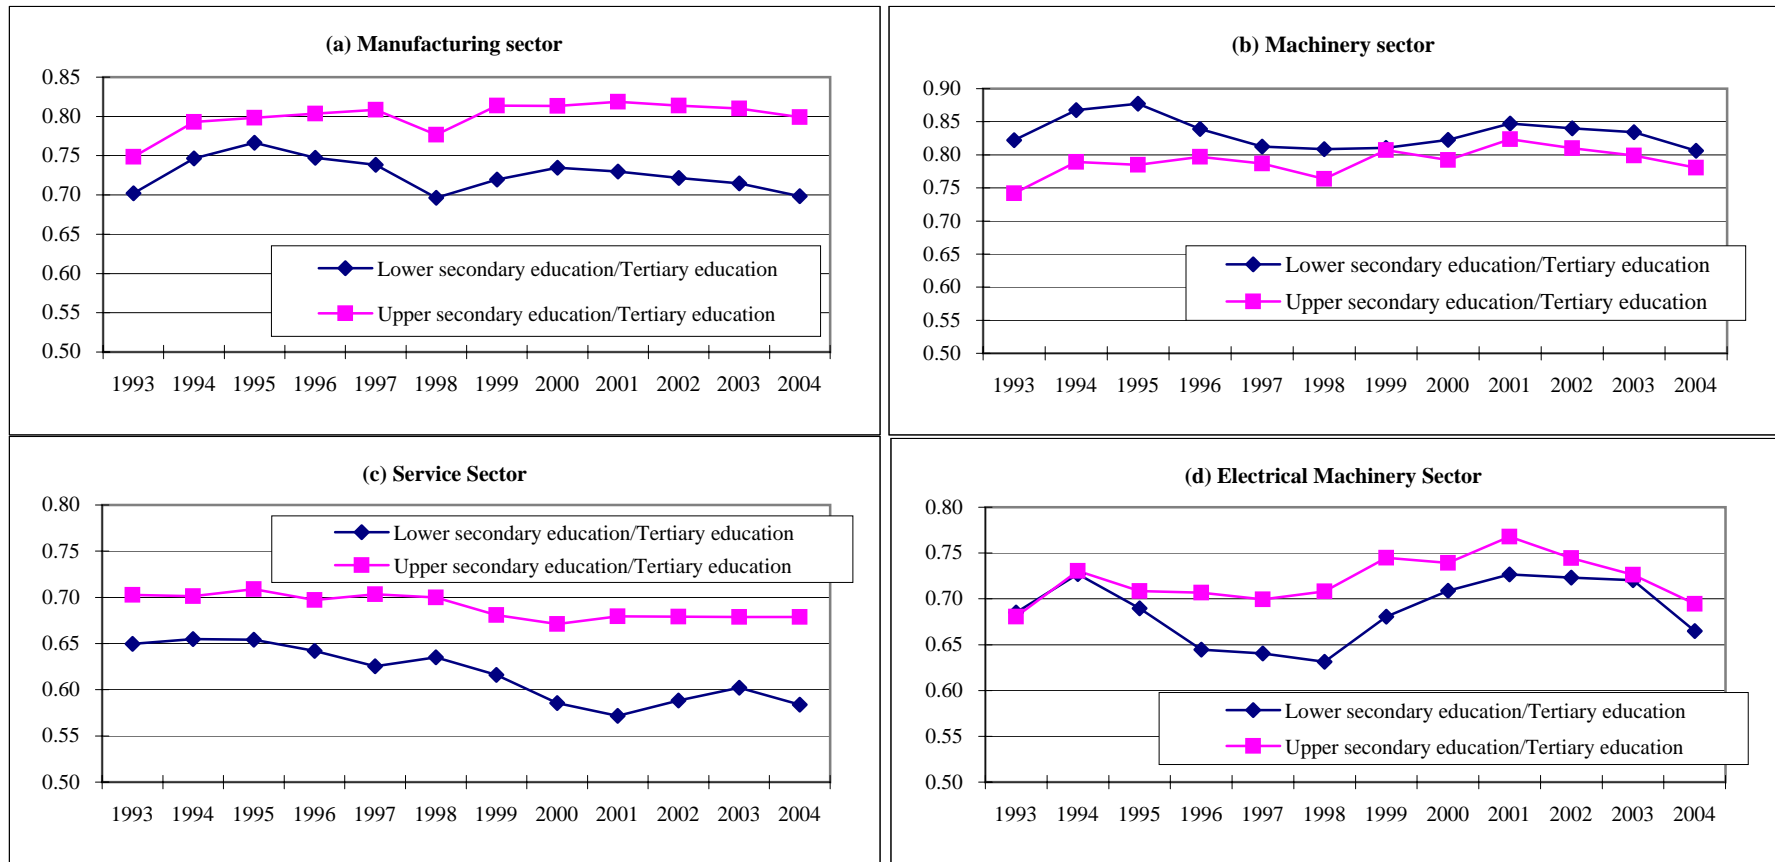 (a) Manufacturing sector
0.85
0.80
0.75
0.70
0.65
0.60
0.55
0.50
Lower secondary education/Tertiary education
Upper secondary education/Tertiary education
1993 1994 1995 1996 1997 1998 1999 2000 2001 2002 2003 2004
(b) Machinery sector
0.90
0.85
0.80
0.75
0.70
0.65
0.60
0.55
0.50
Lower secondary education/Tertiary education
Upper secondary education/Tertiary education
1993 1994 1995 1996 1997 1998 1999 2000 2001 2002 2003 2004
(c) Service Sector
0.80
0.75
0.70
0.65
0.60
0.55
0.50
Lower secondary education/Tertiary education
Upper secondary education/Tertiary education
1993 1994 1995 1996 1997 1998 1999 2000 2001 2002 2003 2004
(d) Electrical Machinery Sector
0.80
0.75
0.70
0.65
0.60
0.55
0.50
Lower secondary education/Tertiary education
Upper secondary education/Tertiary education
1993 1994 1995 1996 1997 1998 1999 2000 2001 2002 2003 2004